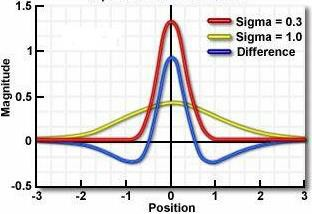 1.5
Sigma = 0.3
Sigma = 1.0
Difference
1
0.5
0
-0.5
Magnitude
-3 -2 -1 0 1 2 3
Position